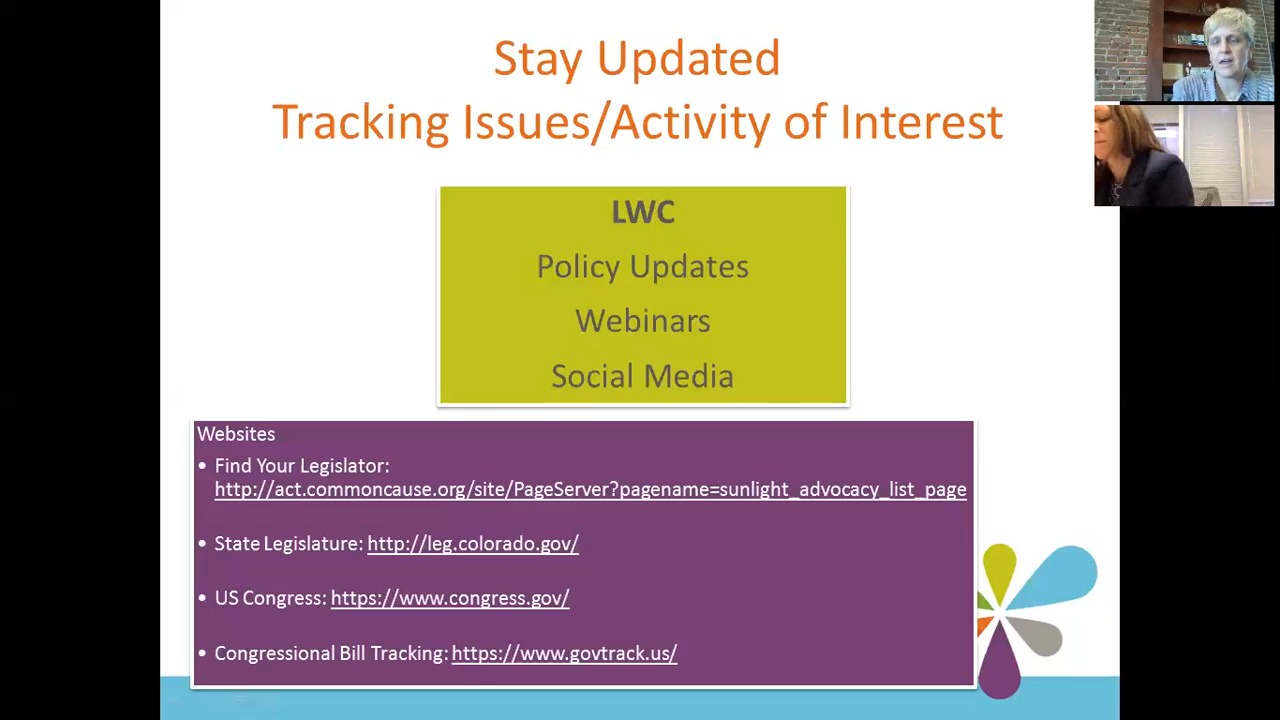 Stay Updated
Tracking Issues/Activity of Interest
LWC
Policy Updates
Webinars
Social Media
Websites
• Find Your Legislator:
http://act.commoncause.org/site/PageServer?pagename=sunlight_advocacy_list_page
• State Legislature: http://leg.colorado.gov/
• US Congress: https://www.congress.gov/
• Congressional Bill Tracking: https://www.govtrack.us/